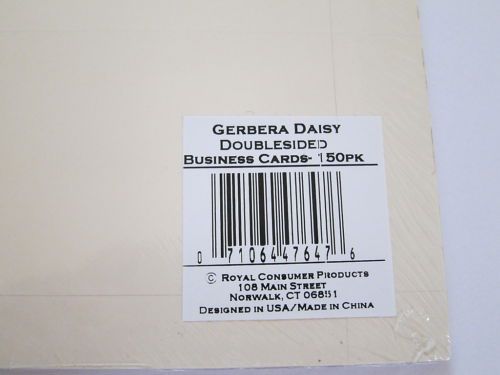 GERBERA DAISY
DOUBLESIDED
BUSINESS CARDS- 150PK
0 71064 47647 6
© ROYAL CONSUMER PRODUCTS
108 MAIN STREET
NORWALK, CT 06851
DESIGNED IN USA/MADE IN CHINA